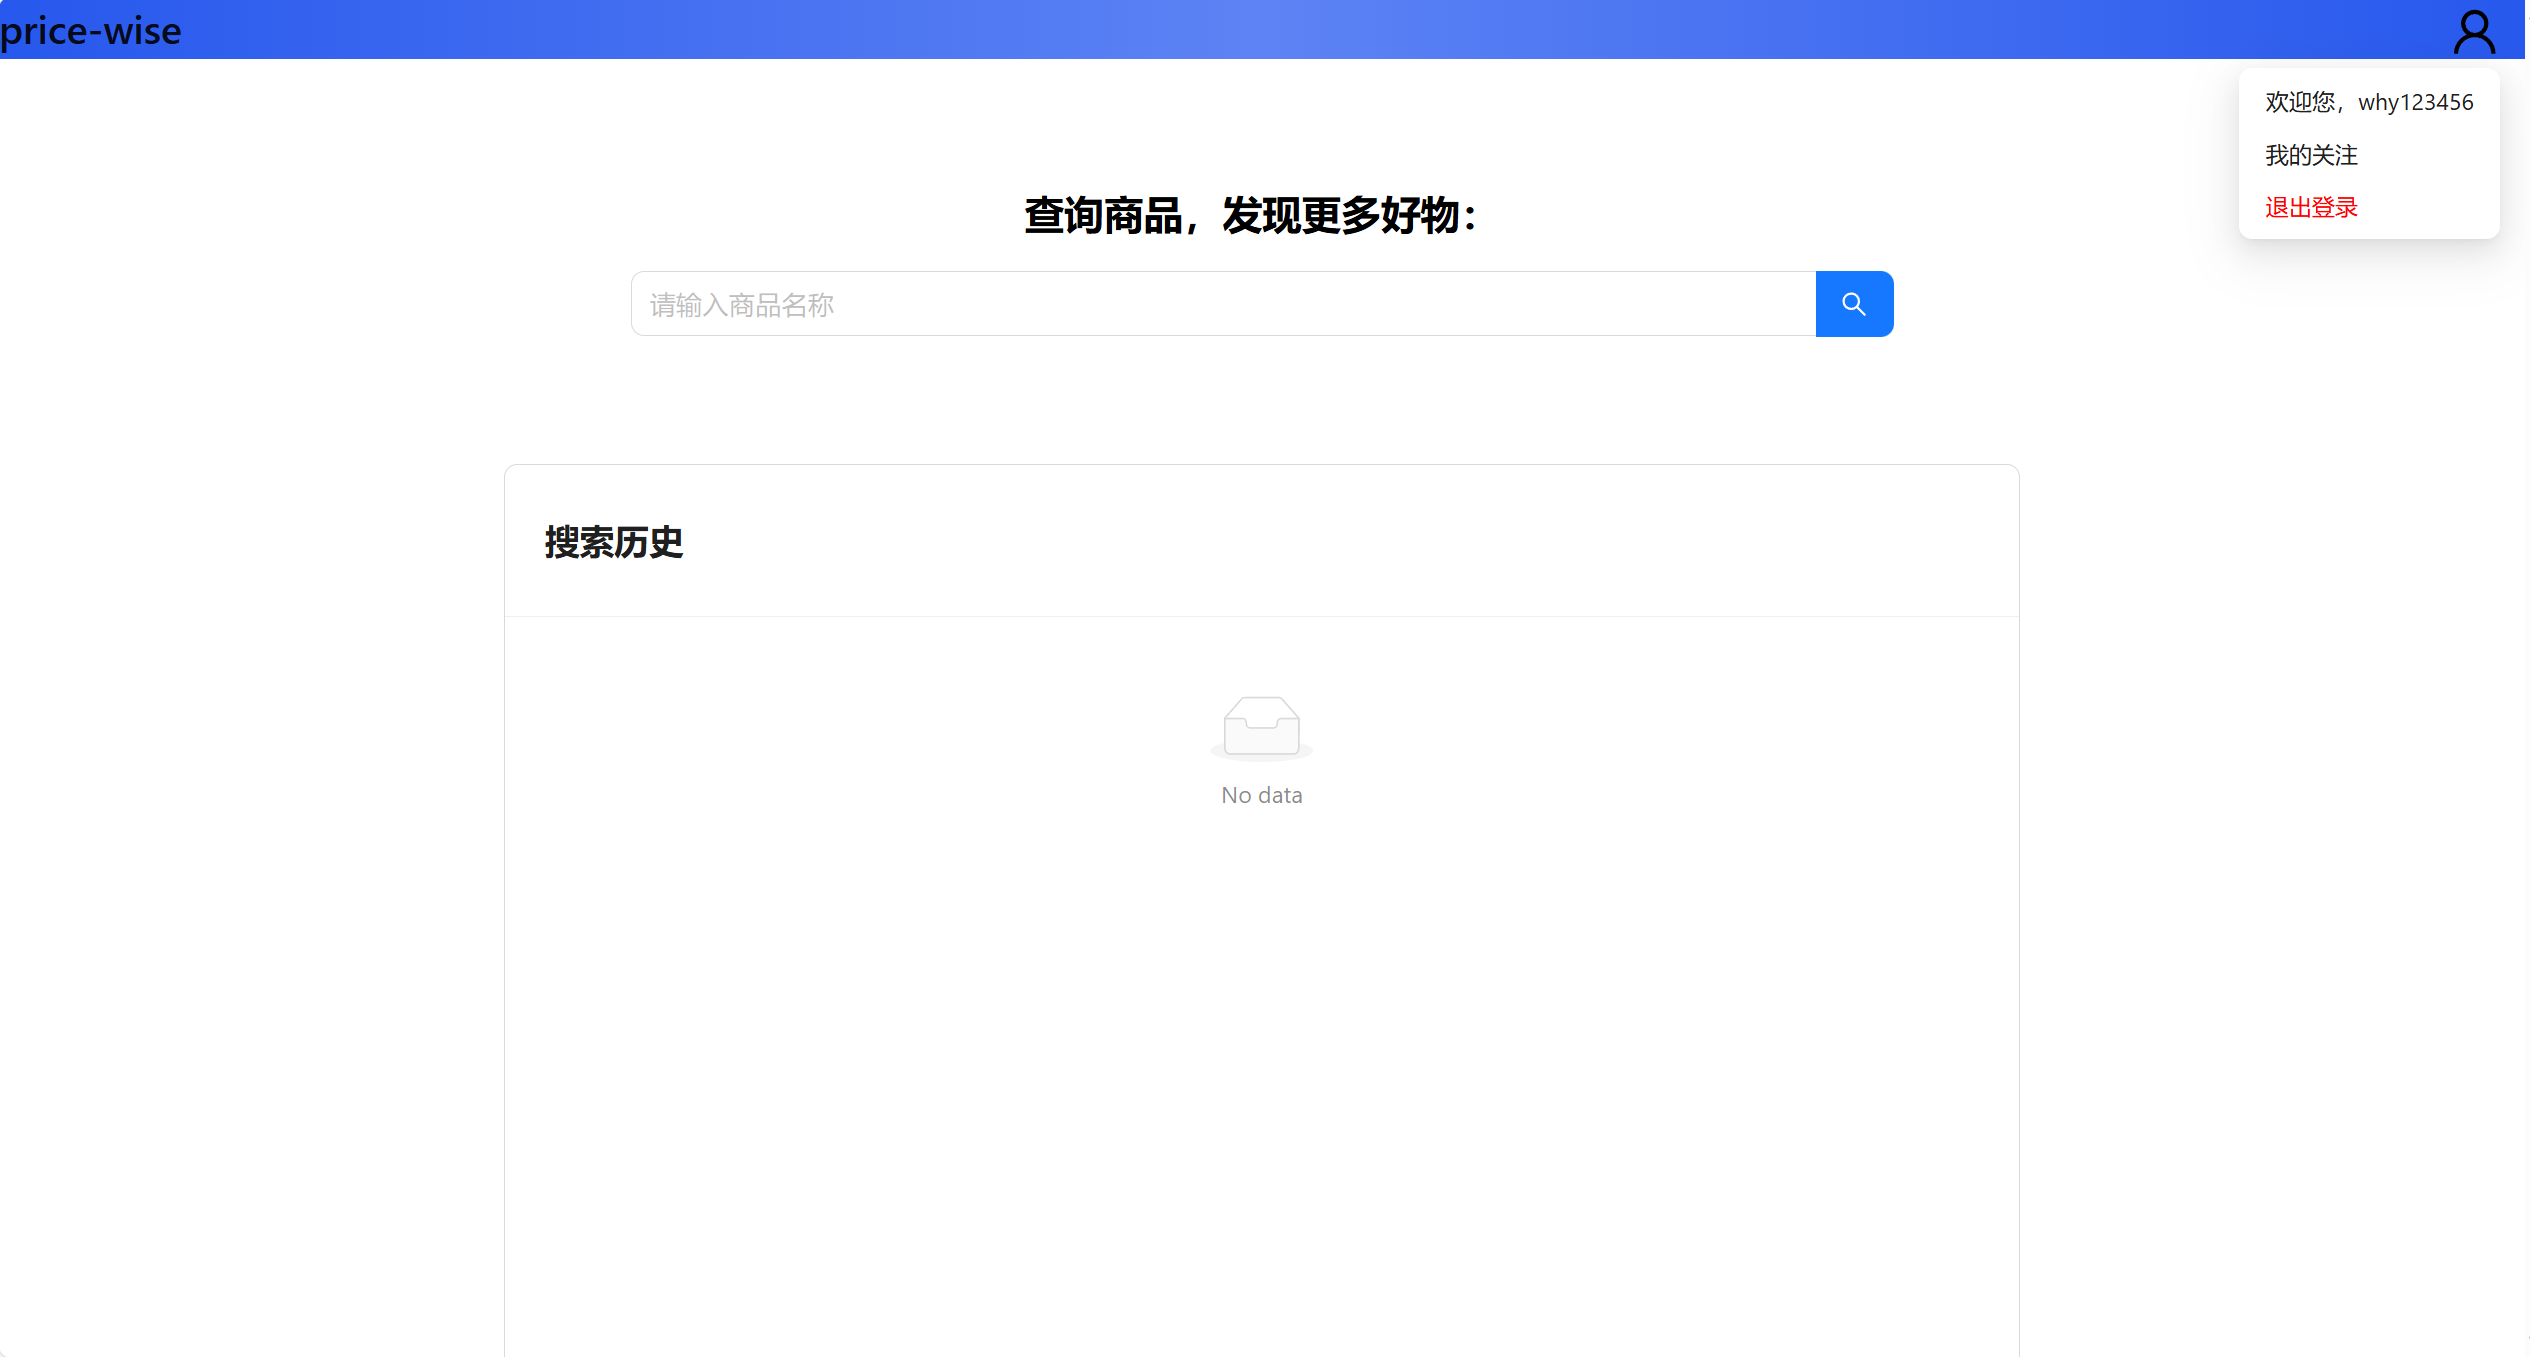 price-wise
欢迎您，why123456
我的关注
退出登录
查询商品，发现更多好物：
请输入商品名称
搜索历史
No data